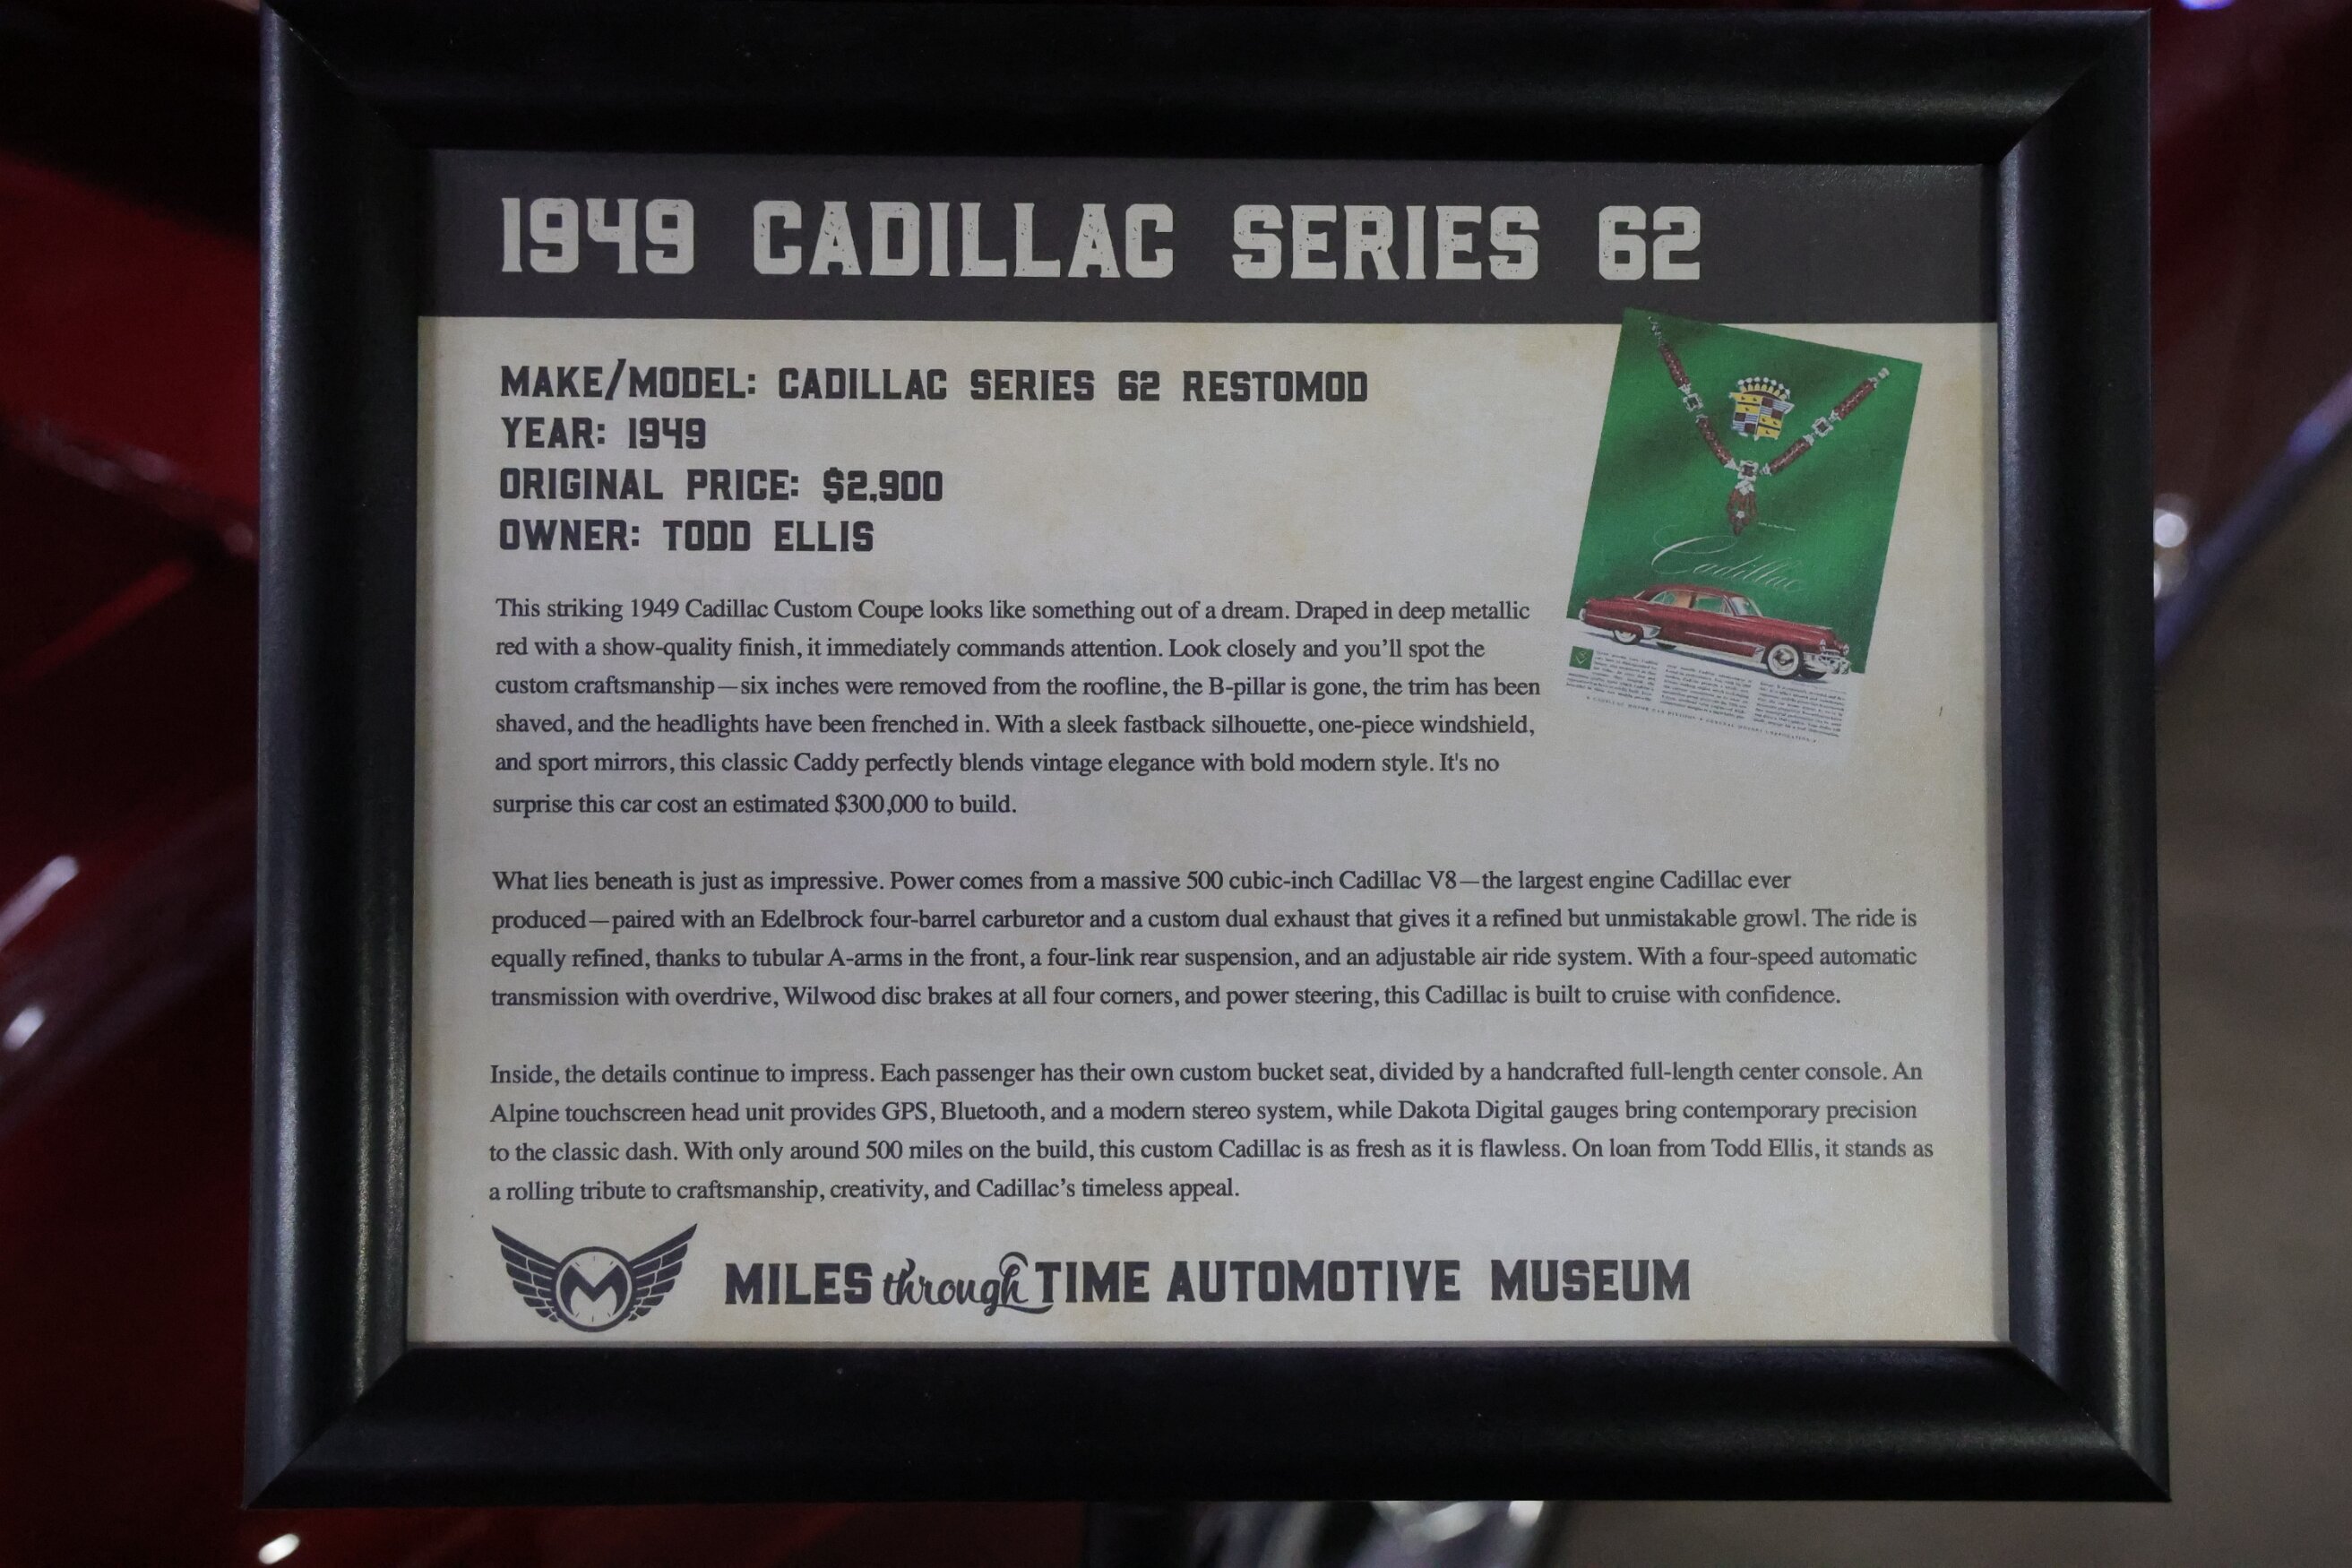 1949 CADILLAC SERIES 62
MAKE/MODEL: CADILLAC SERIES 62 RESTOMOD
YEAR: 1949
ORIGINAL PRICE: $2,900
OWNER: TODD ELLIS
This striking 1949 Cadillac Custom Coupe looks like something out of a dream. Draped in deep metallic
red with a show-quality finish, it immediately commands attention. Look closely and you’ll spot the
custom craftsmanship—six inches were removed from the roofline, the B-pillar is gone, the trim has been
shaved, and the headlights have been frenched in. With a sleek fastback silhouette, one-piece windshield,
and sport mirrors, this classic Caddy perfectly blends vintage elegance with bold modern style. It's no
surprise this car cost an estimated $300,000 to build.
Cadillac
What lies beneath is just as impressive. Power comes from a massive 500 cubic-inch Cadillac V8—the largest engine Cadillac ever
produced—paired with an Edelbrock four-barrel carburetor and a custom dual exhaust that gives it a refined but unmistakable growl. The ride is
equally refined, thanks to tubular A-arms in the front, a four-link rear suspension, and an adjustable air ride system. With a four-speed automatic
transmission with overdrive, Wilwood disc brakes at all four corners, and power steering, this Cadillac is built to cruise with confidence.
Inside, the details continue to impress. Each passenger has their own custom bucket seat, divided by a handcrafted full-length center console. An
Alpine touchscreen head unit provides GPS, Bluetooth, and a modern stereo system, while Dakota Digital gauges bring contemporary precision
to the classic dash. With only around 500 miles on the build, this custom Cadillac is as fresh as it is flawless. On loan from Todd Ellis, it stands as
a rolling tribute to craftsmanship, creativity, and Cadillac’s timeless appeal.
M MILES through TIME AUTOMOTIVE MUSEUM